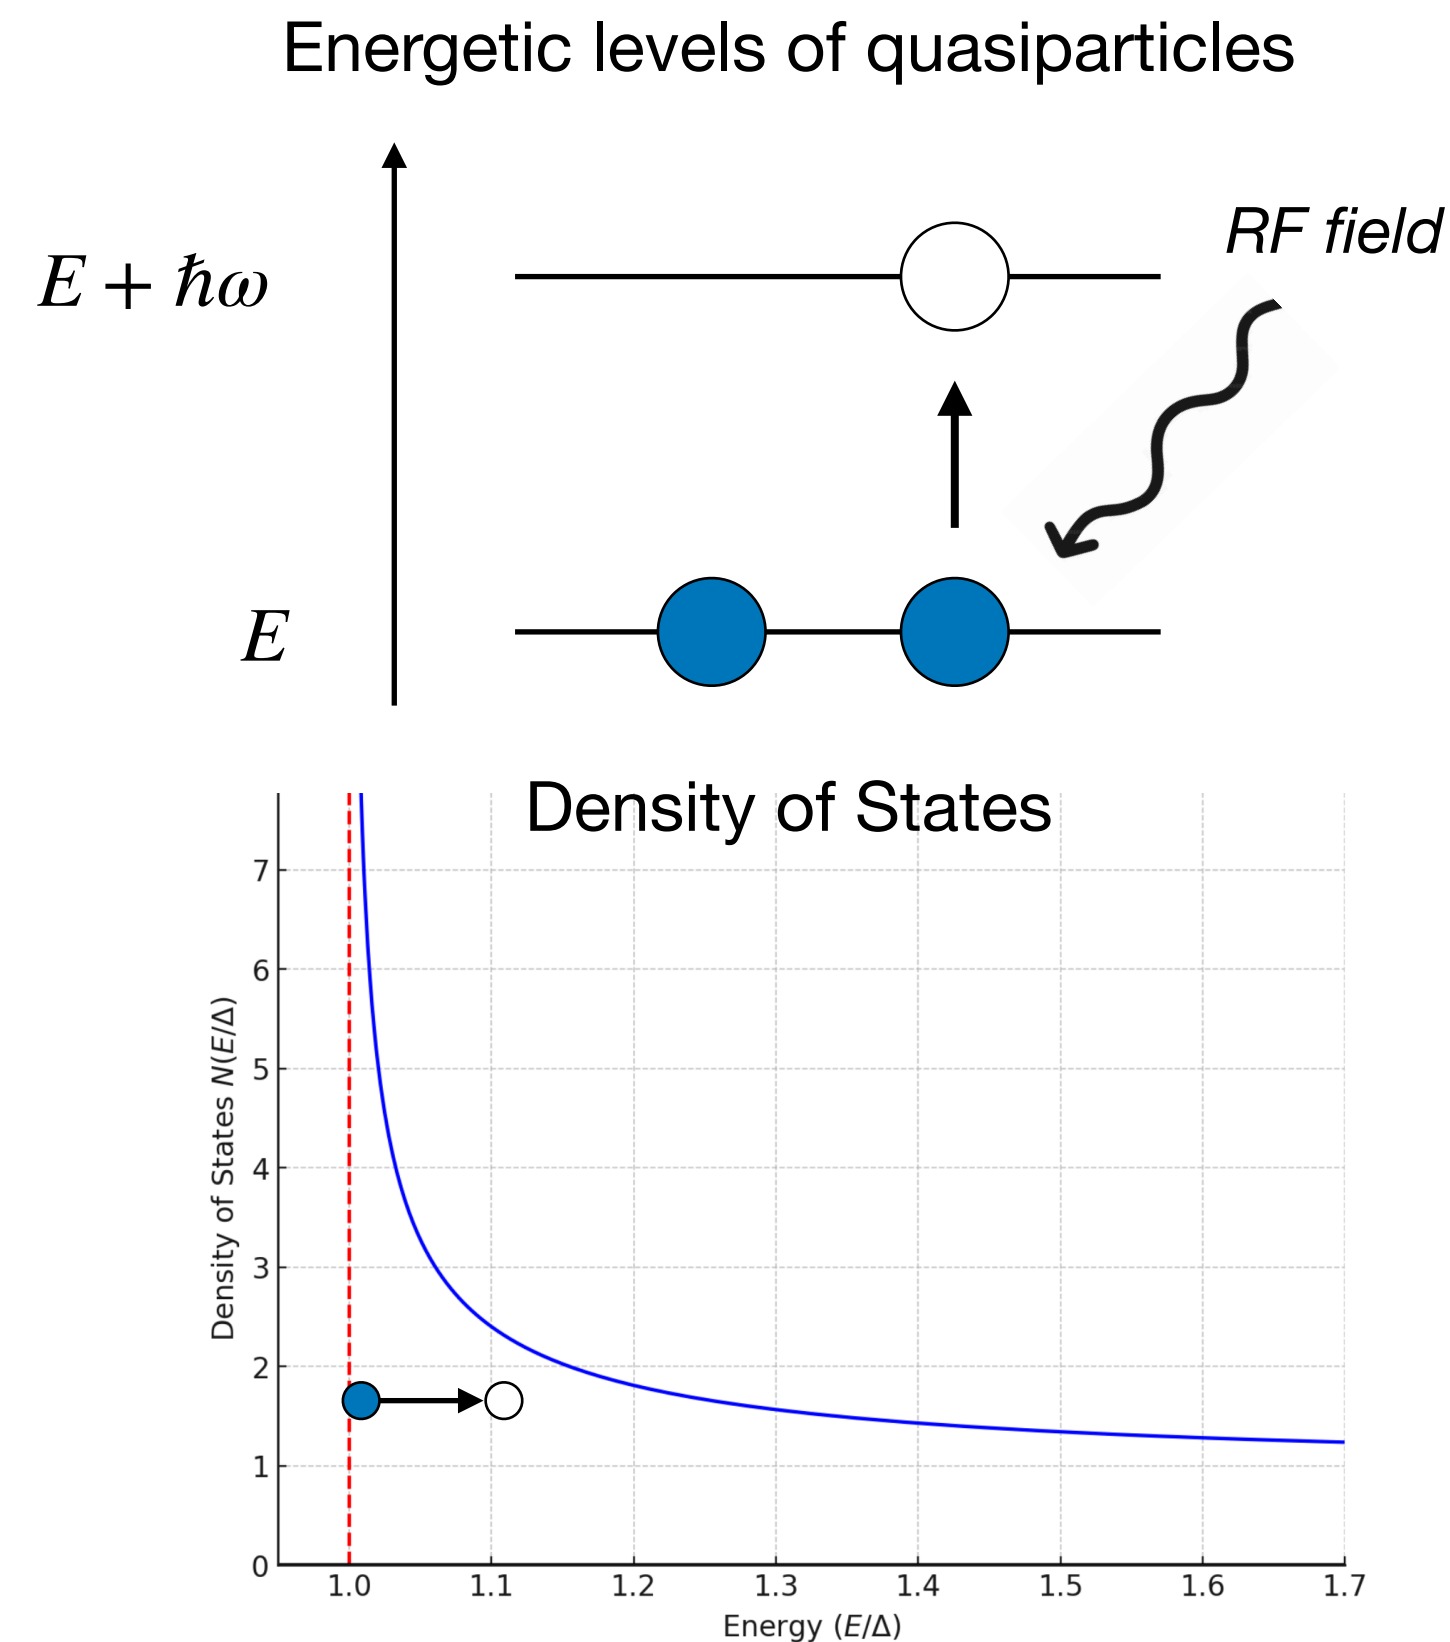 Energetic levels of quasiparticles
RF field
E + ħω
E
Density of States
7
6
5
4
3
2
1
0
Density of States N(E/Δ)
1.0 1.1 1.2 1.3 1.4 1.5 1.6 1.7
Energy (E/Δ)